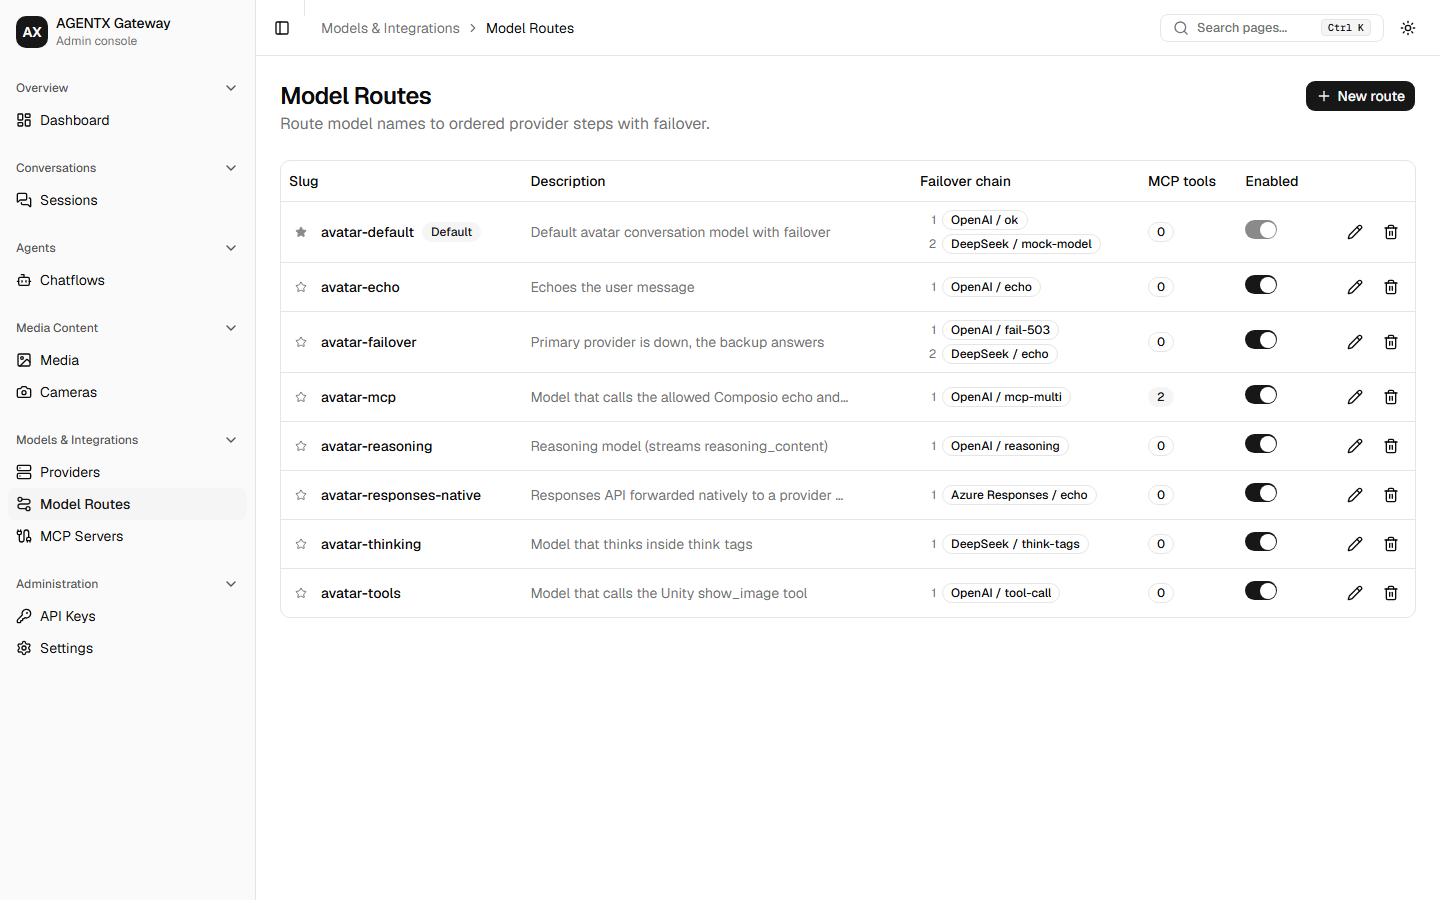 AX
AGENTX Gateway
Admin console
Overview
Dashboard
Conversations
Sessions
Agents
Chatflows
Media Content
Media
Cameras
Models & Integrations
Providers
Model Routes
MCP Servers
Administration
API Keys
Settings
Models & Integrations > Model Routes
Search pages... Ctrl K
Model Routes
Route model names to ordered provider steps with failover.
+ New route
Slug Description Failover chain MCP tools Enabled
avatar-default Default Default avatar conversation model with failover 1 OpenAI / ok 0
2 DeepSeek / mock-model
avatar-echo Echoes the user message 1 OpenAI / echo 0
avatar-failover Primary provider is down, the backup answers 1 OpenAI / fail-503 0
2 DeepSeek / echo
avatar-mcp Model that calls the allowed Composio echo and... 1 OpenAI / mcp-multi 2
avatar-reasoning Reasoning model (streams reasoning_content) 1 OpenAI / reasoning 0
avatar-responses-native Responses API forwarded natively to a provider ... 1 Azure Responses / echo 0
avatar-thinking Model that thinks inside think tags 1 DeepSeek / think-tags 0
avatar-tools Model that calls the Unity show_image tool 1 OpenAI / tool-call 0